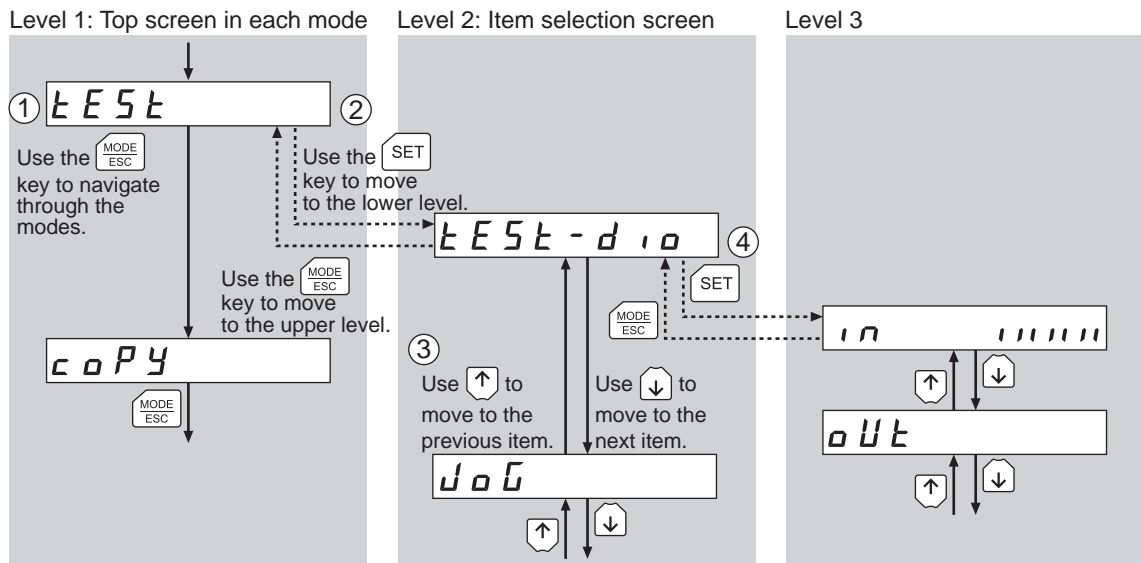 Level 1: Top screen in each mode
Level 2: Item selection screen
Level 3
1
tESt
2
Use the MODE
ESC
key to navigate
through the
modes.
Use the SET
key to move
to the lower level.
tESt-dio
4
SET
Use the MODE
ESC
key to move
to the upper level.
MODE
ESC
in ıııııı
coPY
3
Use ↑ to
move to the
previous item.
Use ↓ to
move to the
next item.
↑
↓
MODE
ESC
oUt
JoG
↑
↓
↑
↓